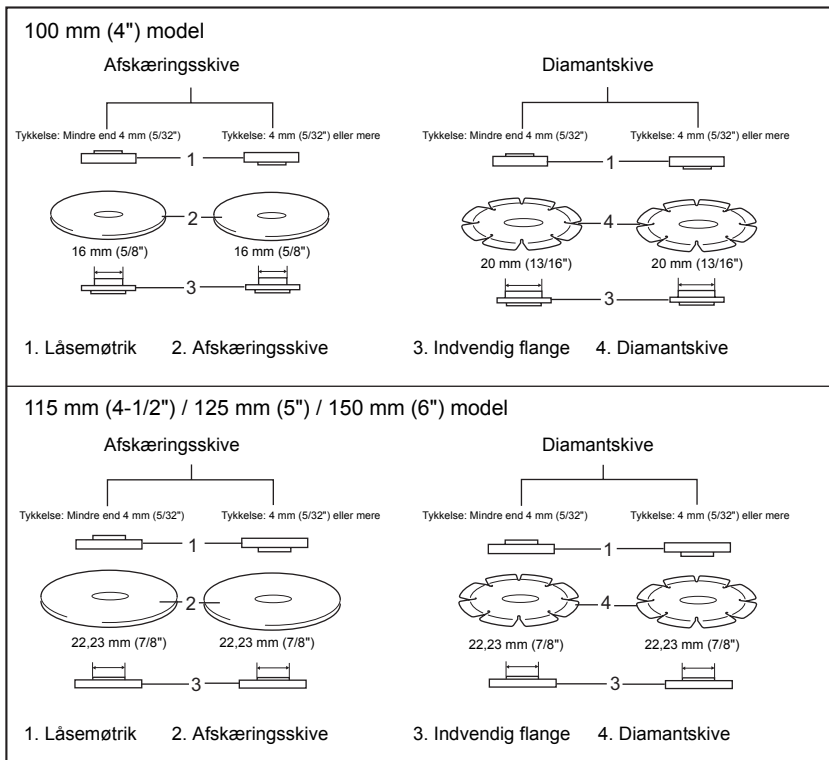 100 mm (4") model
Afskæringsskive Diamantskive
Tykkelse: Mindre end 4 mm (5/32") Tykkelse: 4 mm (5/32") eller mere Tykkelse: Mindre end 4 mm (5/32") Tykkelse: 4 mm (5/32") eller mere
1 1
2 4
16 mm (5/8") 16 mm (5/8") 20 mm (13/16") 20 mm (13/16")
3 3
1. Låsemøtrik 2. Afskæringsskive 3. Indvendig flange 4. Diamantskive
115 mm (4-1/2") / 125 mm (5") / 150 mm (6") model
Afskæringsskive Diamantskive
Tykkelse: Mindre end 4 mm (5/32") Tykkelse: 4 mm (5/32") eller mere Tykkelse: Mindre end 4 mm (5/32") Tykkelse: 4 mm (5/32") eller mere
1 1
2 4
22,23 mm (7/8") 22,23 mm (7/8") 22,23 mm (7/8") 22,23 mm (7/8")
3 3
1. Låsemøtrik 2. Afskæringsskive 3. Indvendig flange 4. Diamantskive